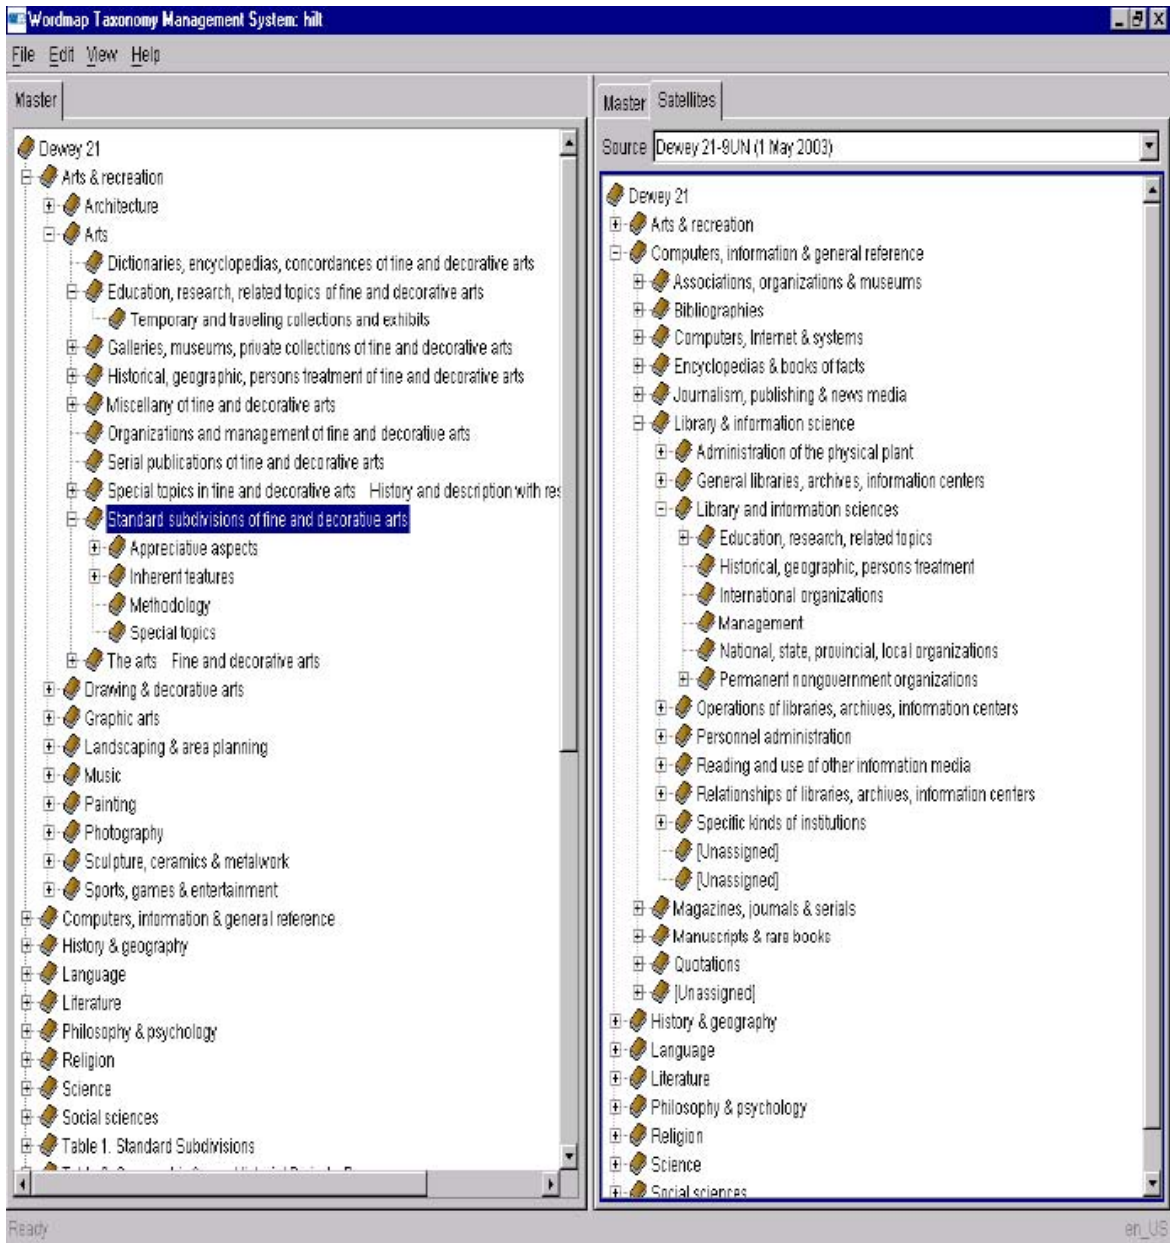 Wordmap Taxonomy Management System: hilt
File Edit View Help
Master
Dewey 21
Arts & recreation
Architecture
Arts
Dictionaries, encyclopedias, concordances of fine and decorative arts
Education, research, related topics of fine and decorative arts
Temporary and traveling collections and exhibits
Galleries, museums, private collections of fine and decorative arts
Historical, geographic, persons treatment of fine and decorative arts
Miscellany of fine and decorative arts
Organizations and management of fine and decorative arts
Serial publications of fine and decorative arts
Special topics in fine and decorative arts History and description with res
Standard subdivisions of fine and decorative arts
Appreciative aspects
Inherent features
Methodology
Special topics
The arts Fine and decorative arts
Drawing & decorative arts
Graphic arts
Landscaping & area planning
Music
Painting
Photography
Sculpture, ceramics & metalwork
Sports, games & entertainment
Computers, information & general reference
History & geography
Language
Literature
Philosophy & psychology
Religion
Science
Social sciences
Table 1. Standard Subdivisions
Master Satellites
Source Dewey 21-9UN (1 May 2003)
Dewey 21
Arts & recreation
Computers, information & general reference
Associations, organizations & museums
Bibliographies
Computers, Internet & systems
Encyclopedias & books of facts
Journalism, publishing & news media
Library & information science
Administration of the physical plant
General libraries, archives, information centers
Library and information sciences
Education, research, related topics
Historical, geographic, persons treatment
International organizations
Management
National, state, provincial, local organizations
Permanent nongovernment organizations
Operations of libraries, archives, information centers
Personnel administration
Reading and use of other information media
Relationships of libraries, archives, information centers
Specific kinds of institutions
[Unassigned]
[Unassigned]
Magazines, journals & serials
Manuscripts & rare books
Quotations
[Unassigned]
History & geography
Language
Literature
Philosophy & psychology
Religion
Science
Social sciences
Ready
en_US